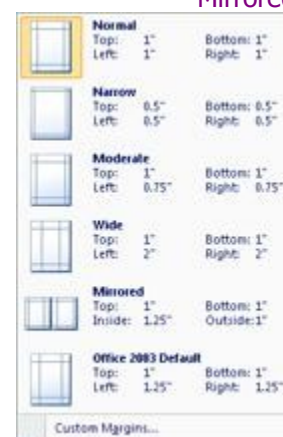 Mirrored
Normal
Top: 1" Bottom: 1"
Left: 1" Right: 1"
Narrow
Top: 0.5" Bottom: 0.5"
Left: 0.5" Right: 0.5"
Moderate
Top: 1" Bottom: 1"
Left: 0.75" Right: 0.75"
Wide
Top: 1" Bottom: 1"
Left: 2" Right: 2"
Mirrored
Top: 1" Bottom: 1"
Inside: 1.25" Outside: 1"
Office 2003 Default
Top: 1" Bottom: 1"
Left: 1.25" Right: 1.25"
Custom Margins...